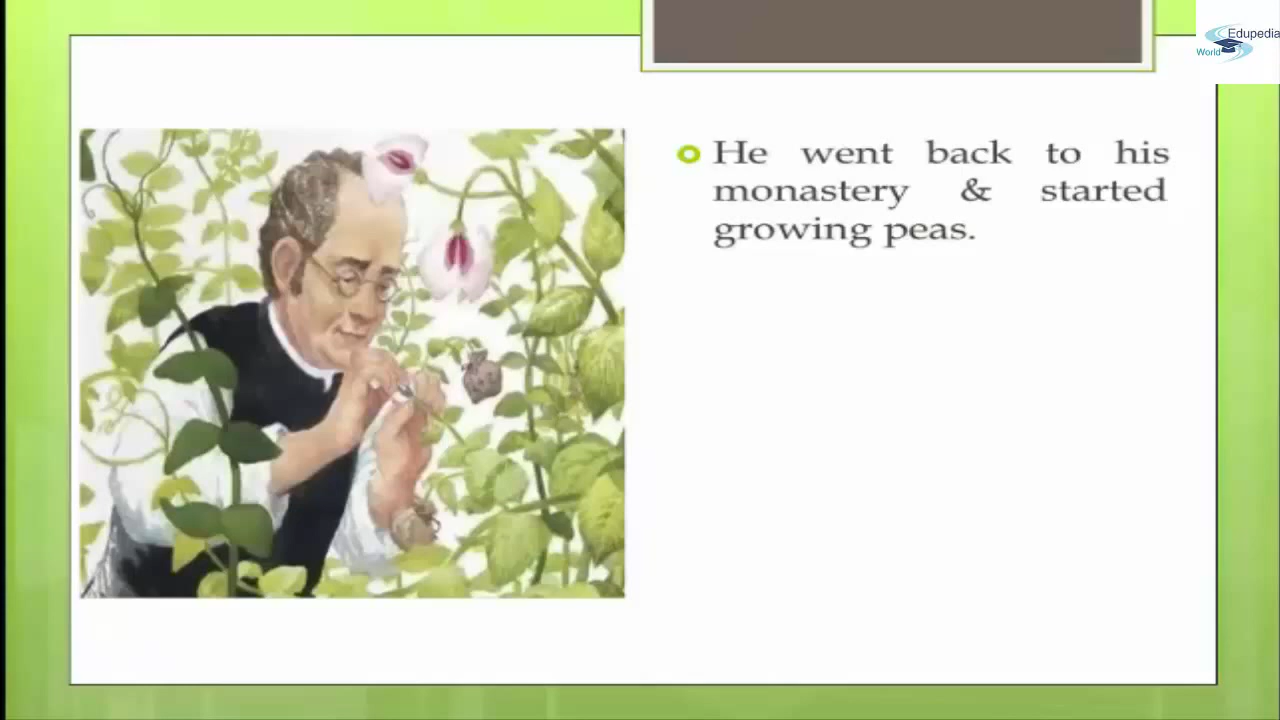 Edupedia
World
He went back to his
monastery & started
growing peas.